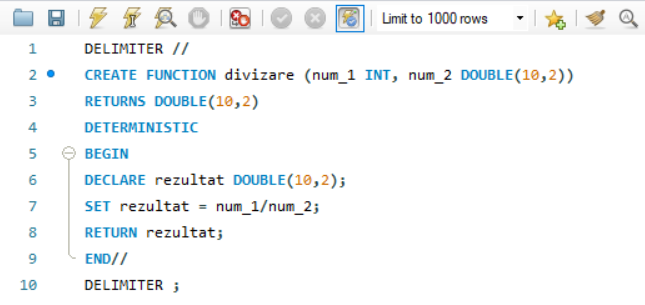 Limit to 1000 rows
1 DELIMITER //
2 CREATE FUNCTION divizare (num_1 INT, num_2 DOUBLE(10,2))
3 RETURNS DOUBLE(10,2)
4 DETERMINISTIC
5 BEGIN
6 DECLARE rezultat DOUBLE(10,2);
7 SET rezultat = num_1/num_2;
8 RETURN rezultat;
9 END//
10 DELIMITER ;